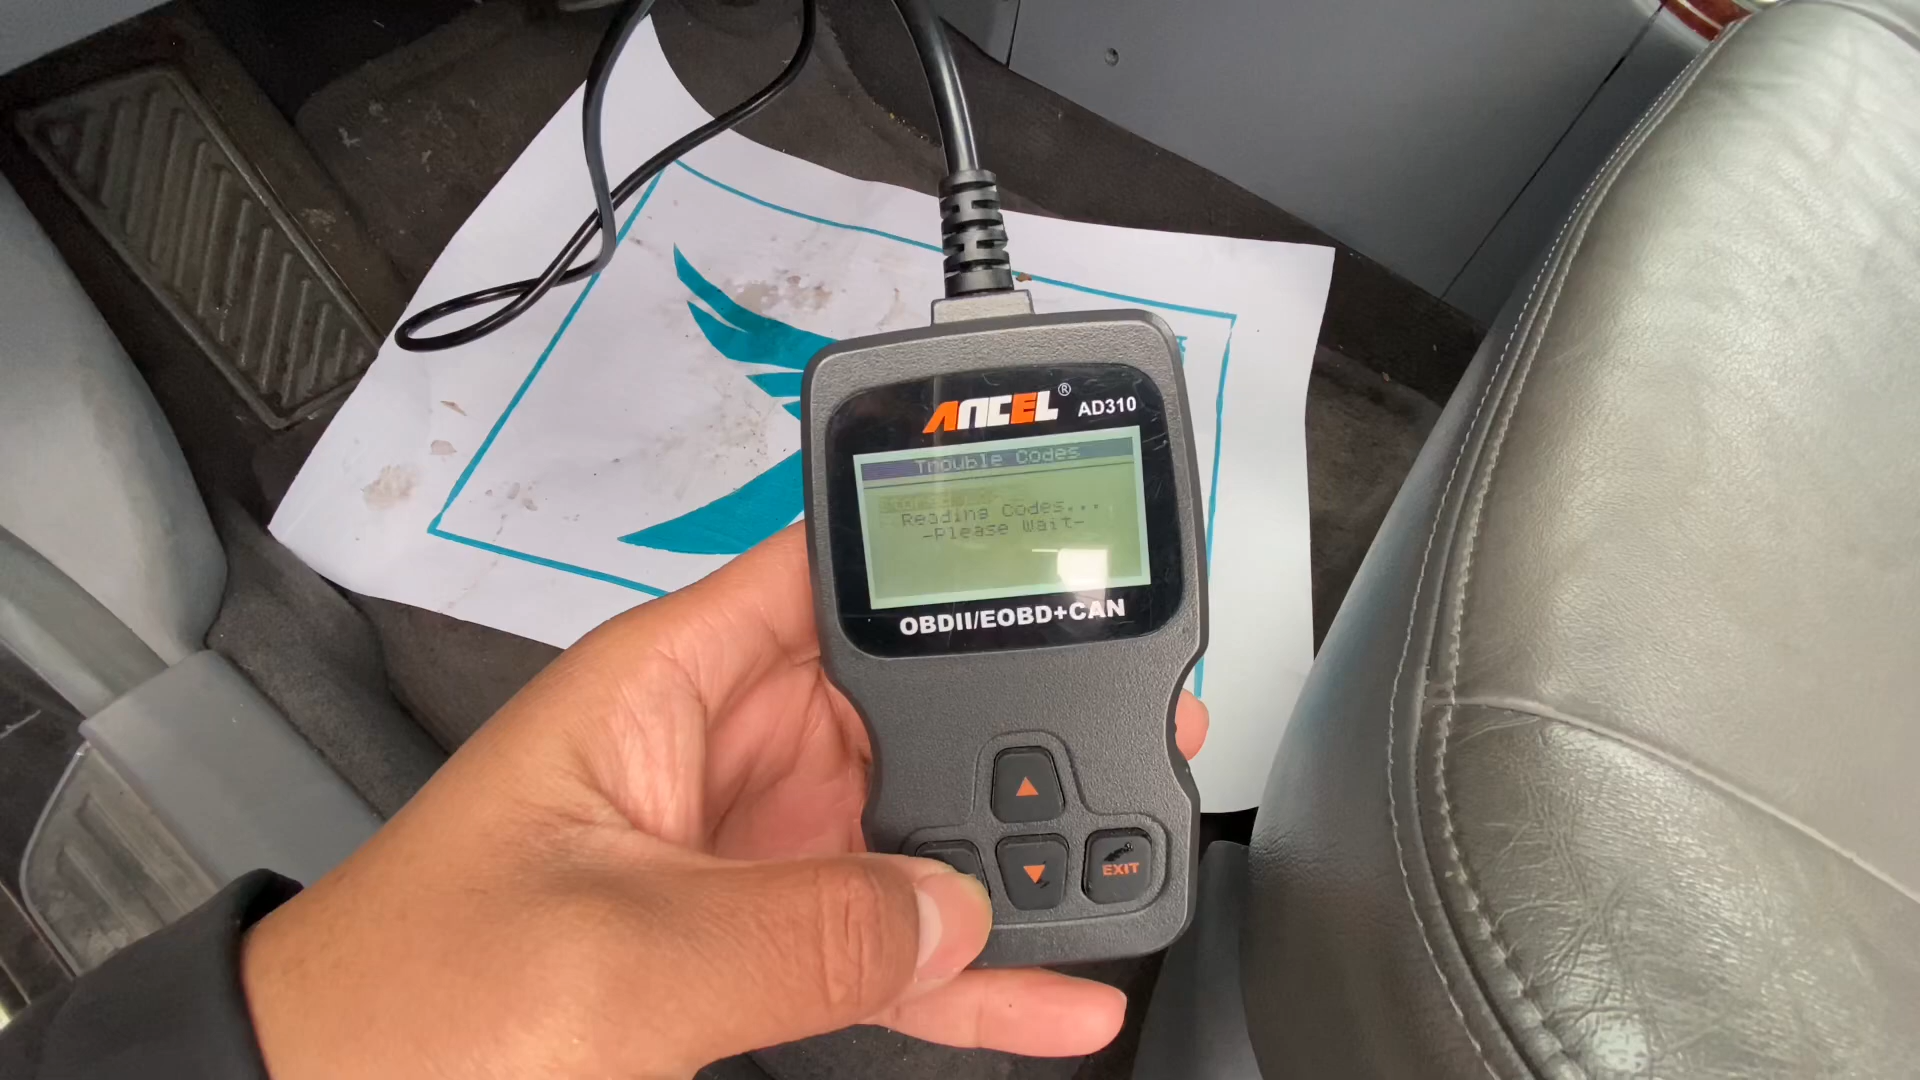 ANCEL® AD310
Trouble Codes
Reading Codes...
-Please Wait-
OBDII/EOBD+CAN
EXIT